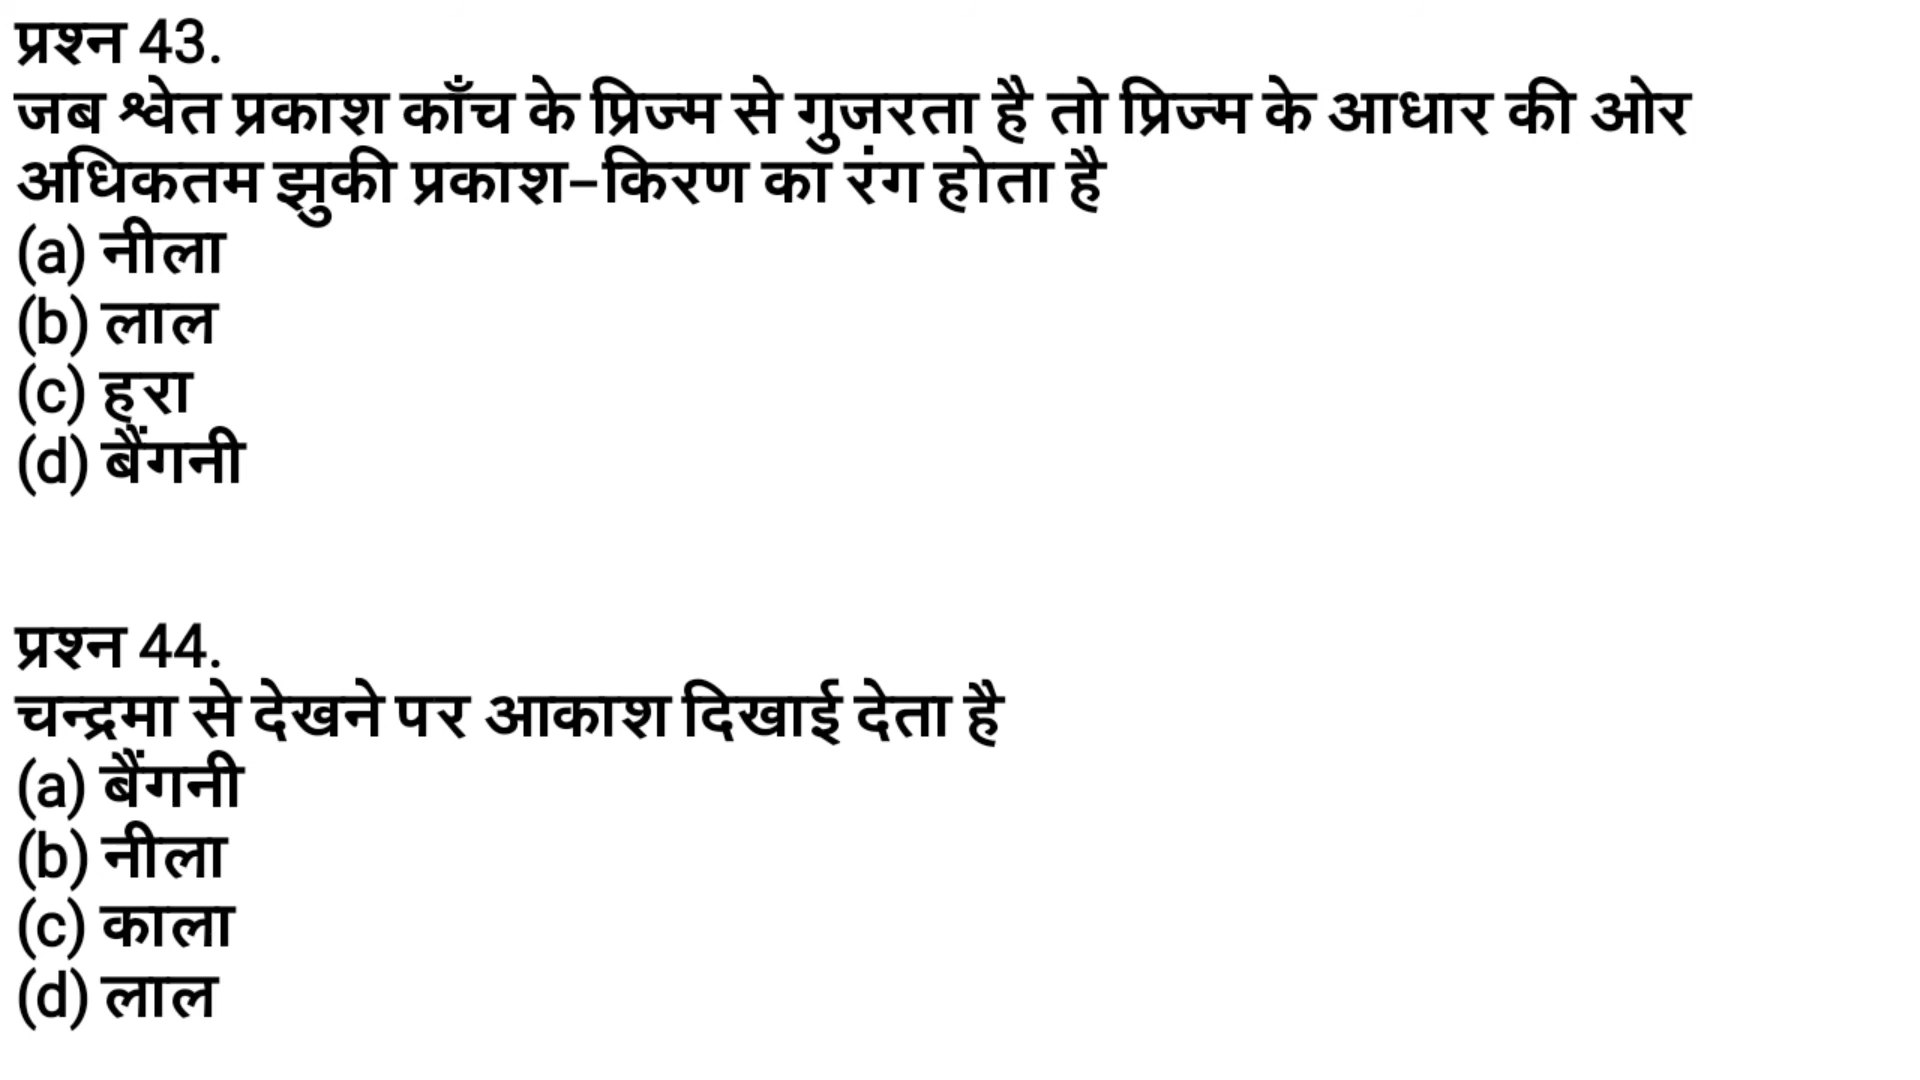 प्रश्न 43.
जब श्वेत प्रकाश काँच के प्रिज्म से गुजरता है तो प्रिज्म के आधार की ओर
अधिकतम झुकी प्रकाश-किरण का रंग होता है
(a) नीला
(b) लाल
(c) हरा
(d) बैंगनी
प्रश्न 44.
चन्द्रमा से देखने पर आकाश दिखाई देता है
(a) बैंगनी
(b) नीला
(c) काला
(d) लाल